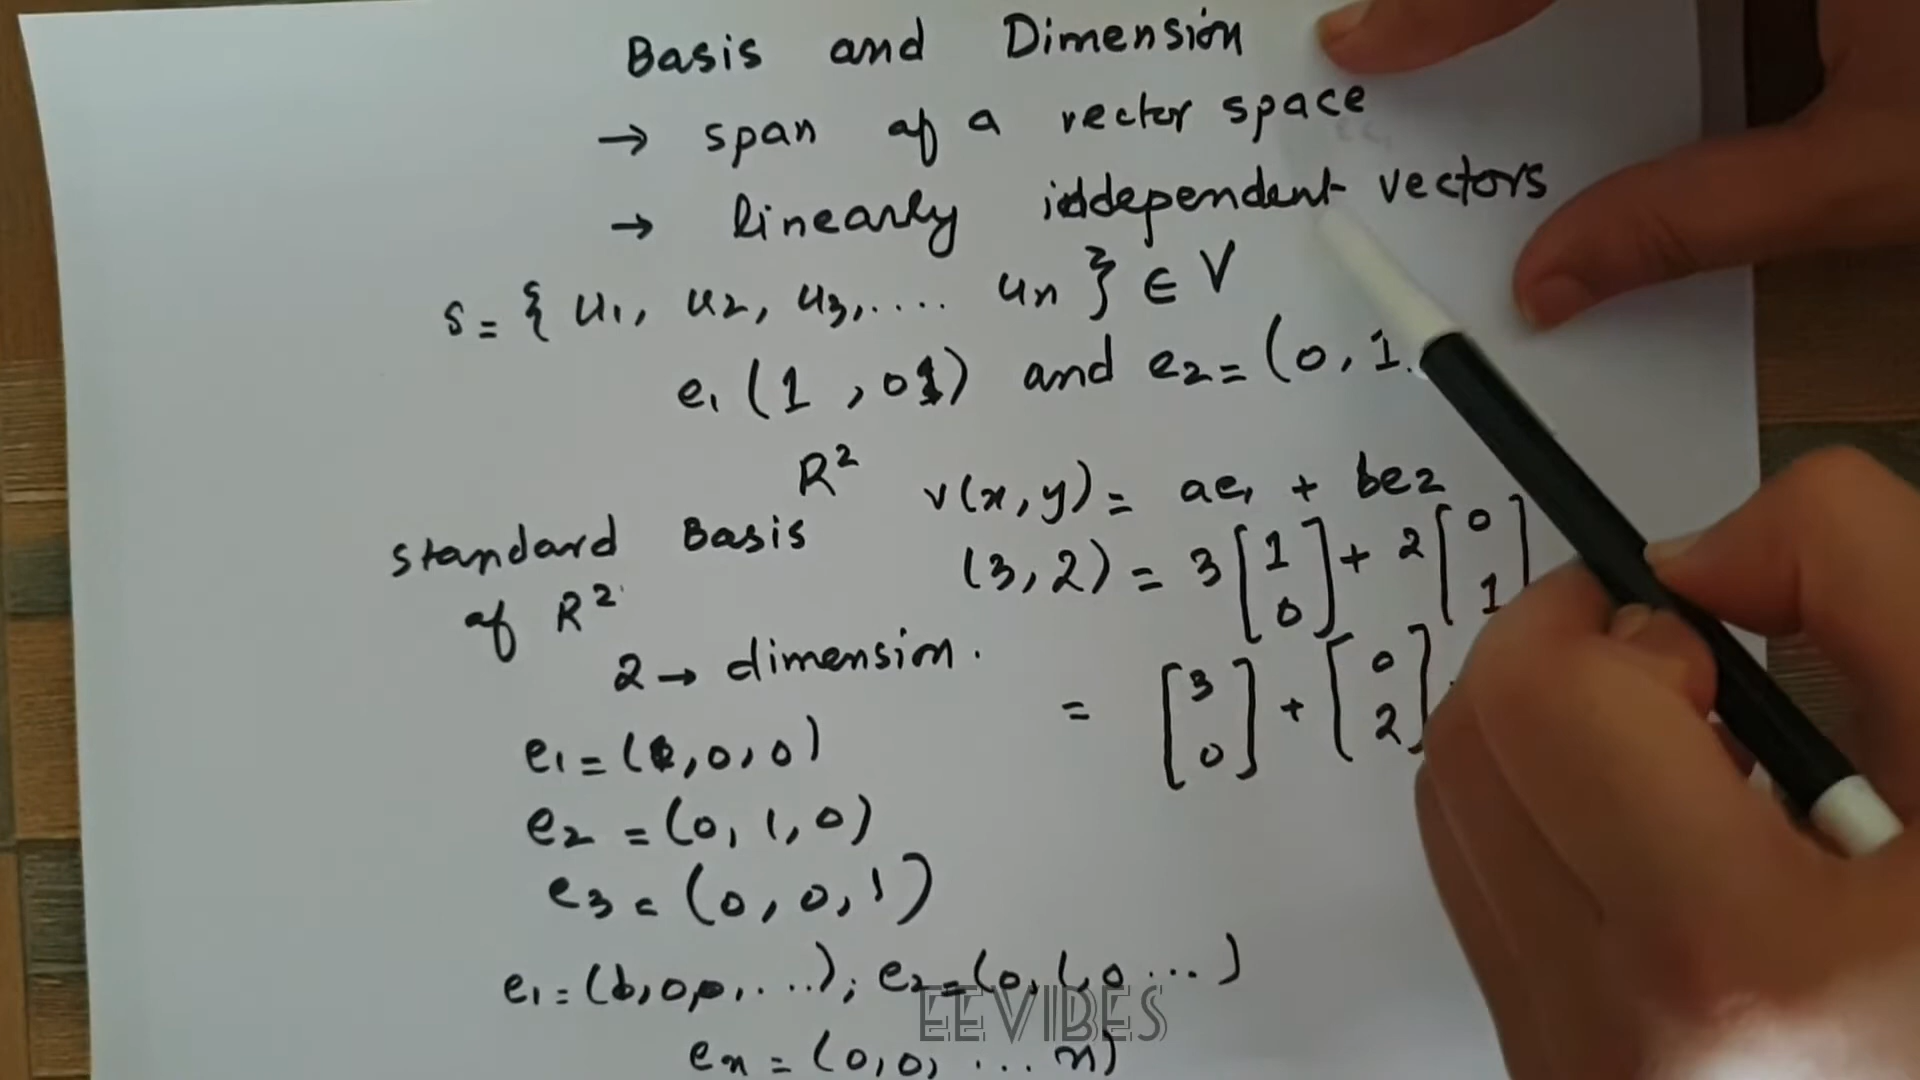 Basis and Dimension
→ span of a vector space
→ linearly iddependent vectors
S = { u1, u2, u3, .... un } ∈ V
e1 (1, 0) and e2 = (0, 1
R²
v(x, y) = ae1 + be2
standard Basis of R²
(3, 2) = 3 [1 0] + 2 [0 1]
2 → dimension.
= [3 0] + [0 2]
e1 = (1, 0, 0)
e2 = (0, 1, 0)
e3 = (0, 0, 1)
e1 = ( , 0, 0, ...); e2 = (0, 1, 0 ...)
EEVIBES
en = (0, 0, ... n)